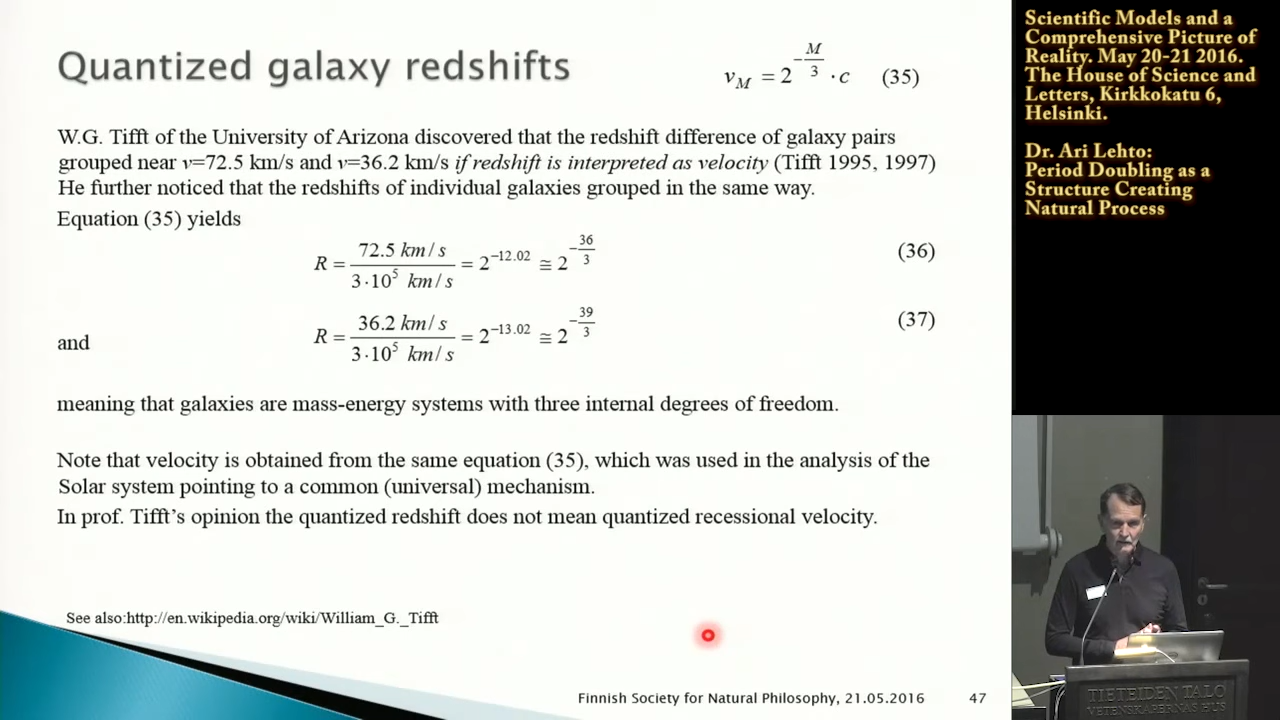 Quantized galaxy redshifts
v_M = 2^{-M/3} · c (35)
W.G. Tifft of the University of Arizona discovered that the redshift difference of galaxy pairs
grouped near v=72.5 km/s and v=36.2 km/s if redshift is interpreted as velocity (Tifft 1995, 1997)
He further noticed that the redshifts of individual galaxies grouped in the same way.
Equation (35) yields
R = 72.5 km/s / 3·10^5 km/s = 2^{-12.02} ≅ 2^{-36/3} (36)
and R = 36.2 km/s / 3·10^5 km/s = 2^{-13.02} ≅ 2^{-39/3} (37)
meaning that galaxies are mass-energy systems with three internal degrees of freedom.
Note that velocity is obtained from the same equation (35), which was used in the analysis of the
Solar system pointing to a common (universal) mechanism.
In prof. Tifft's opinion the quantized redshift does not mean quantized recessional velocity.
See also:http://en.wikipedia.org/wiki/William_G._Tifft
Finnish Society for Natural Philosophy, 21.05.2016 47
Scientific Models and a
Comprehensive Picture of
Reality. May 20-21 2016.
The House of Science and
Letters, Kirkkokatu 6,
Helsinki.
Dr. Ari Lehto:
Period Doubling as a
Structure Creating
Natural Process
TIETEIDEN TALO
VETENSKAPERNAS HUS